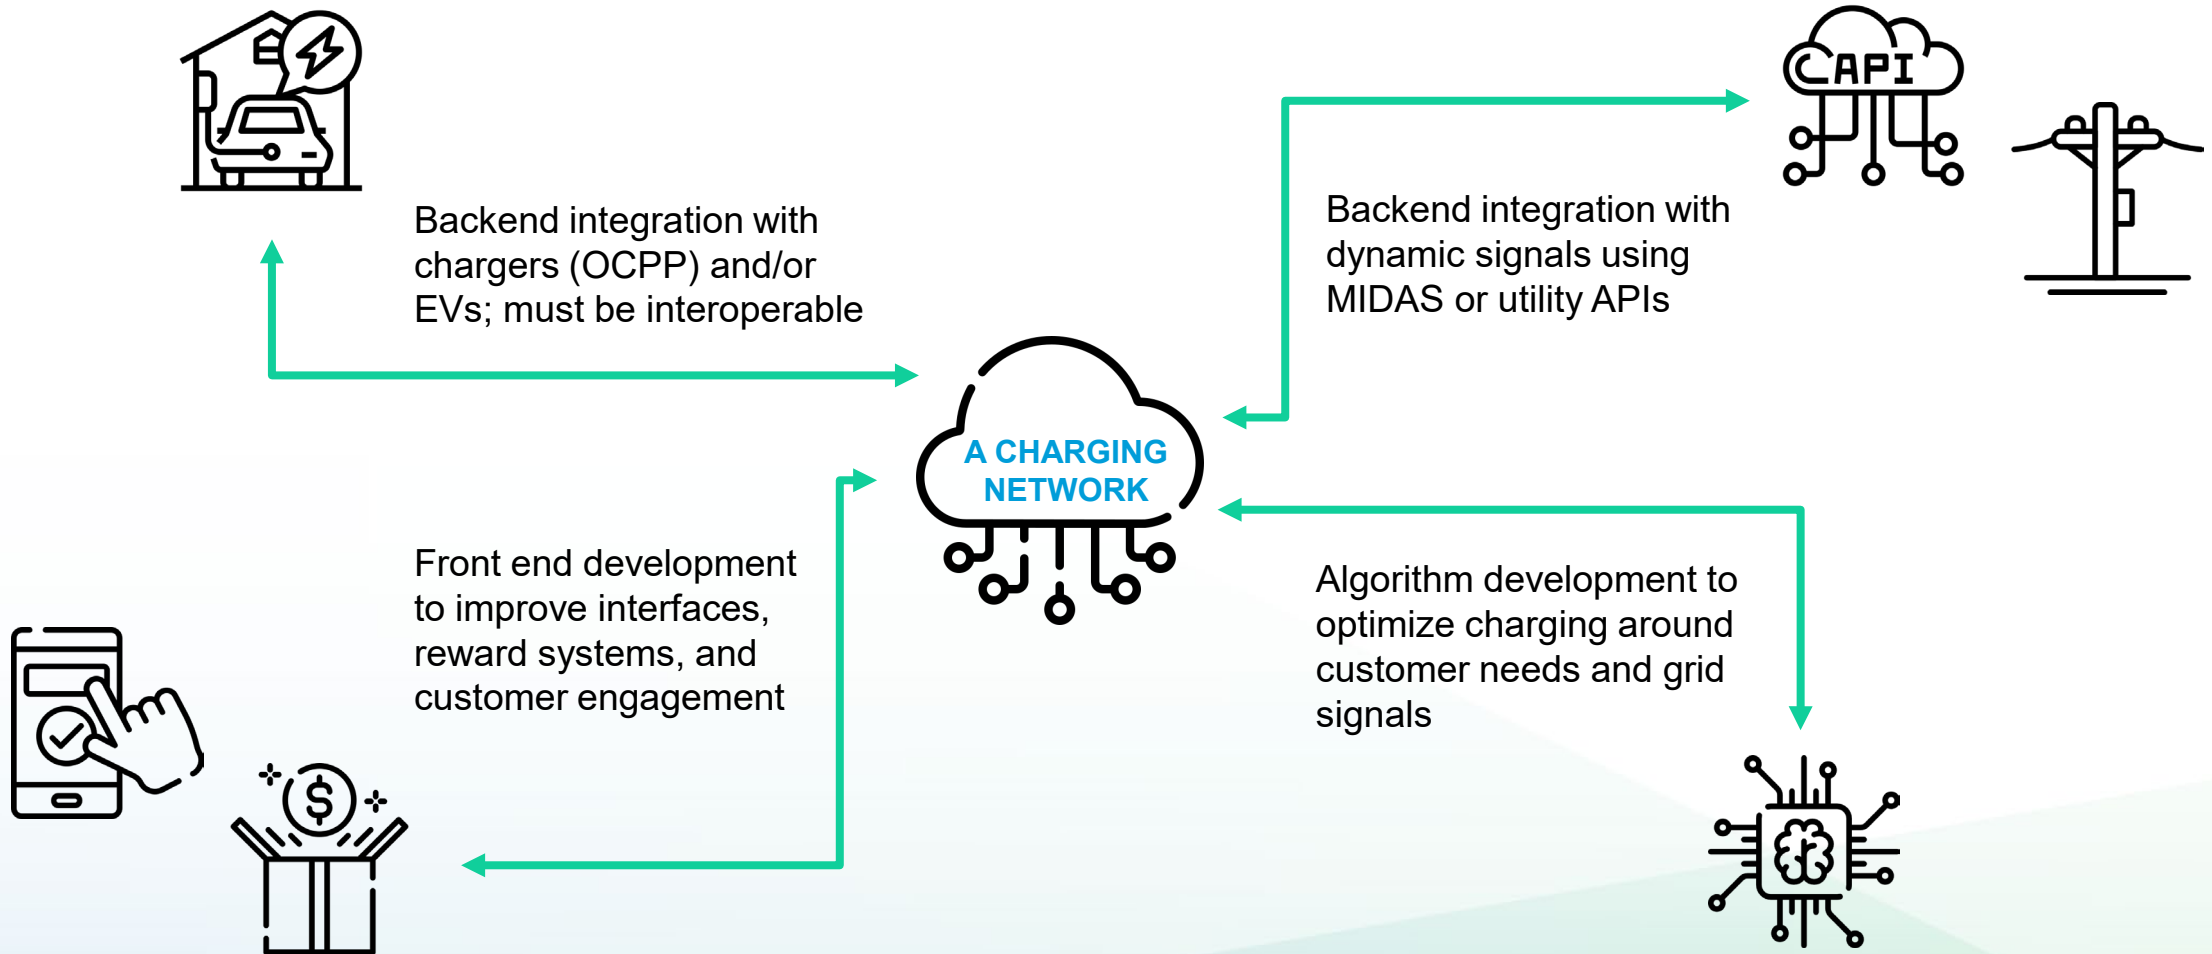 API
Backend integration with
chargers (OCPP) and/or
EVs; must be interoperable
Backend integration with
dynamic signals using
MIDAS or utility APIs
A CHARGING
NETWORK
Front end development
to improve interfaces,
reward systems, and
customer engagement
Algorithm development to
optimize charging around
customer needs and grid
signals
$